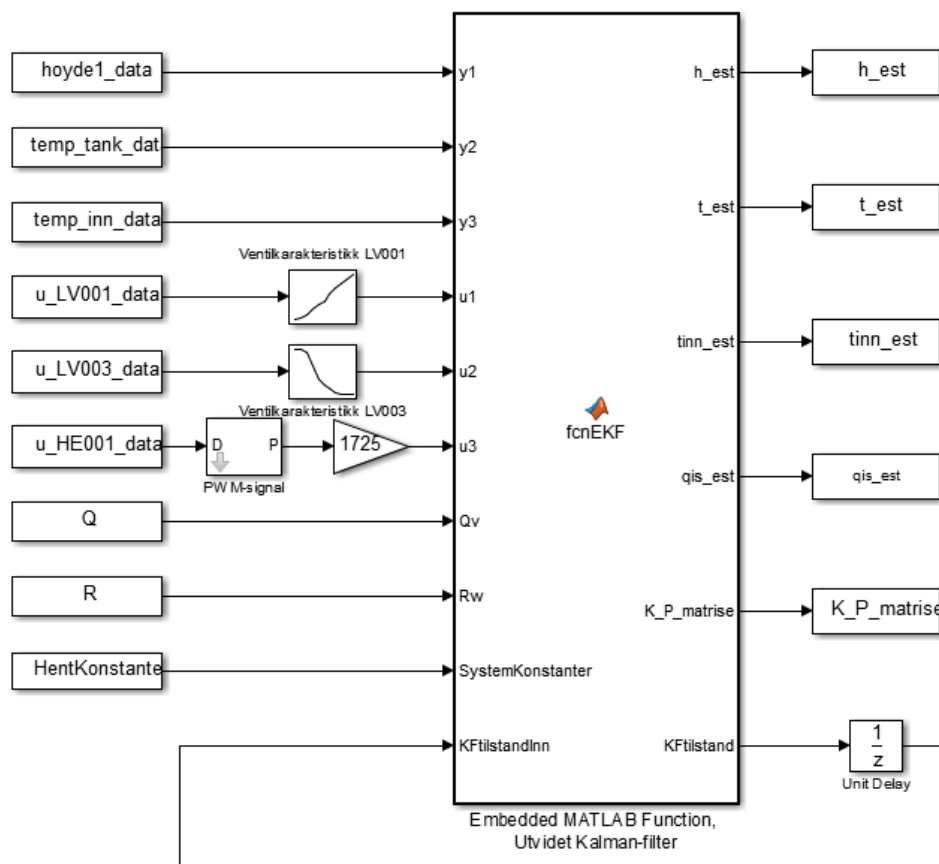 hoyde1_data
y1
h_est
h_est
temp_tank_dat
y2
temp_inn_data
y3
t_est
t_est
Ventilkarakteristikk LV001
u_LV001_data
u1
tinn_est
tinn_est
u_LV003_data
u2
Ventilkarakteristikk LV003
fcnEKF
u_HE001_data
D
P
1725
u3
PWM-signal
qis_est
qis_est
Q
Qv
R
Rw
K_P_matrise
K_P_matrise
HentKonstante
SystemKonstanter
KFtilstandInn
KFtilstand
1
z
Unit Delay
Embedded MATLAB Function,
Utvidet Kalman-filter